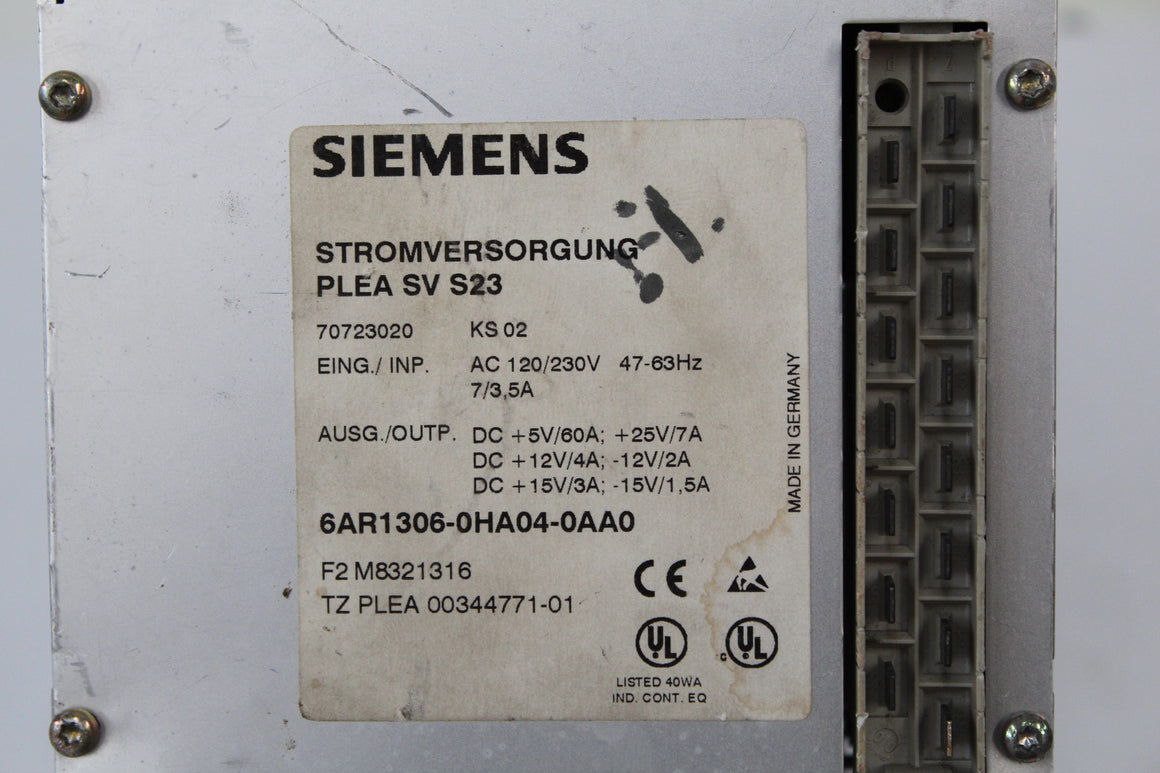 SIEMENS
STROMVERSORGUNG
PLEA SV S23
70723020 KS 02
EING./ INP. AC 120/230V 47-63Hz
7/3,5A
AUSG./OUTP. DC +5V/60A; +25V/7A
DC +12V/4A; -12V/2A
DC +15V/3A; -15V/1,5A
MADE IN GERMANY
6AR1306-0HA04-0AA0
F2 M8321316
TZ PLEA 00344771-01
CE
UL
C UL
LISTED 40WA
IND. CONT. EQ